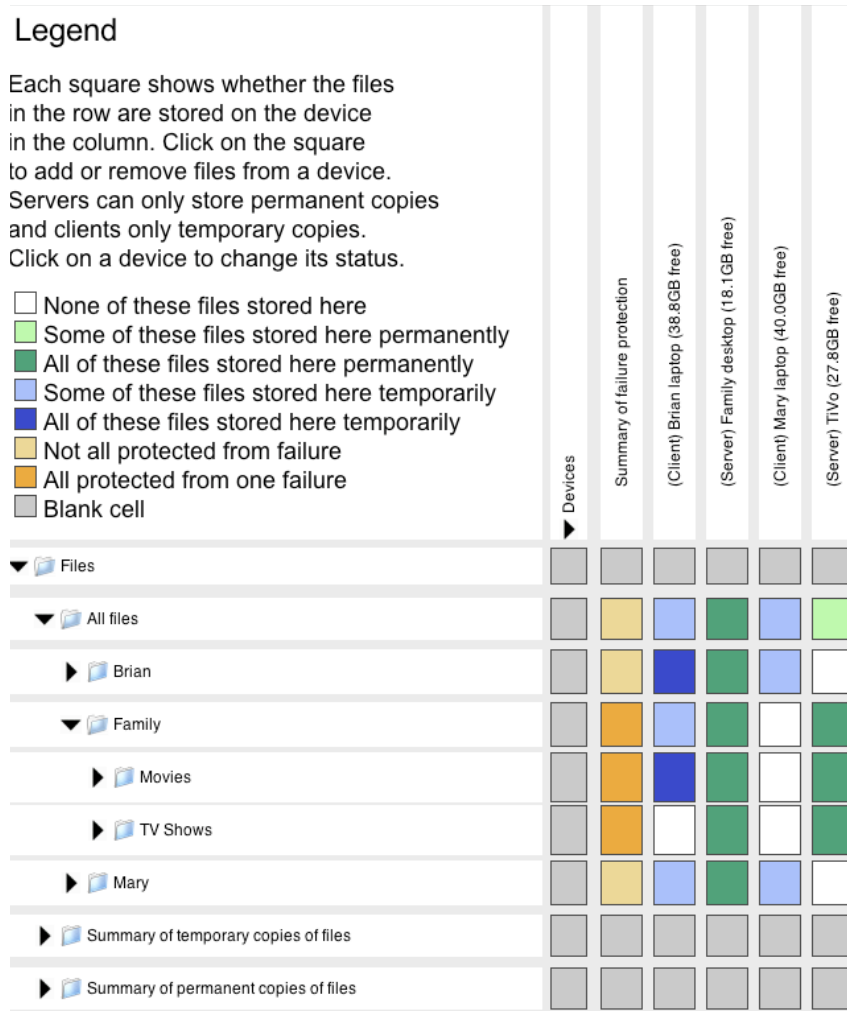 Legend
Each square shows whether the files
in the row are stored on the device
in the column. Click on the square
to add or remove files from a device.
Servers can only store permanent copies
and clients only temporary copies.
Click on a device to change its status.
None of these files stored here
Some of these files stored here permanently
All of these files stored here permanently
Some of these files stored here temporarily
All of these files stored here temporarily
Not all protected from failure
All protected from one failure
Blank cell
Devices
Summary of failure protection
(Client) Brian laptop (38.8GB free)
(Server) Family desktop (18.1GB free)
(Client) Mary laptop (40.0GB free)
(Server) TiVo (27.8GB free)
Files
All files
Brian
Family
Movies
TV Shows
Mary
Summary of temporary copies of files
Summary of permanent copies of files